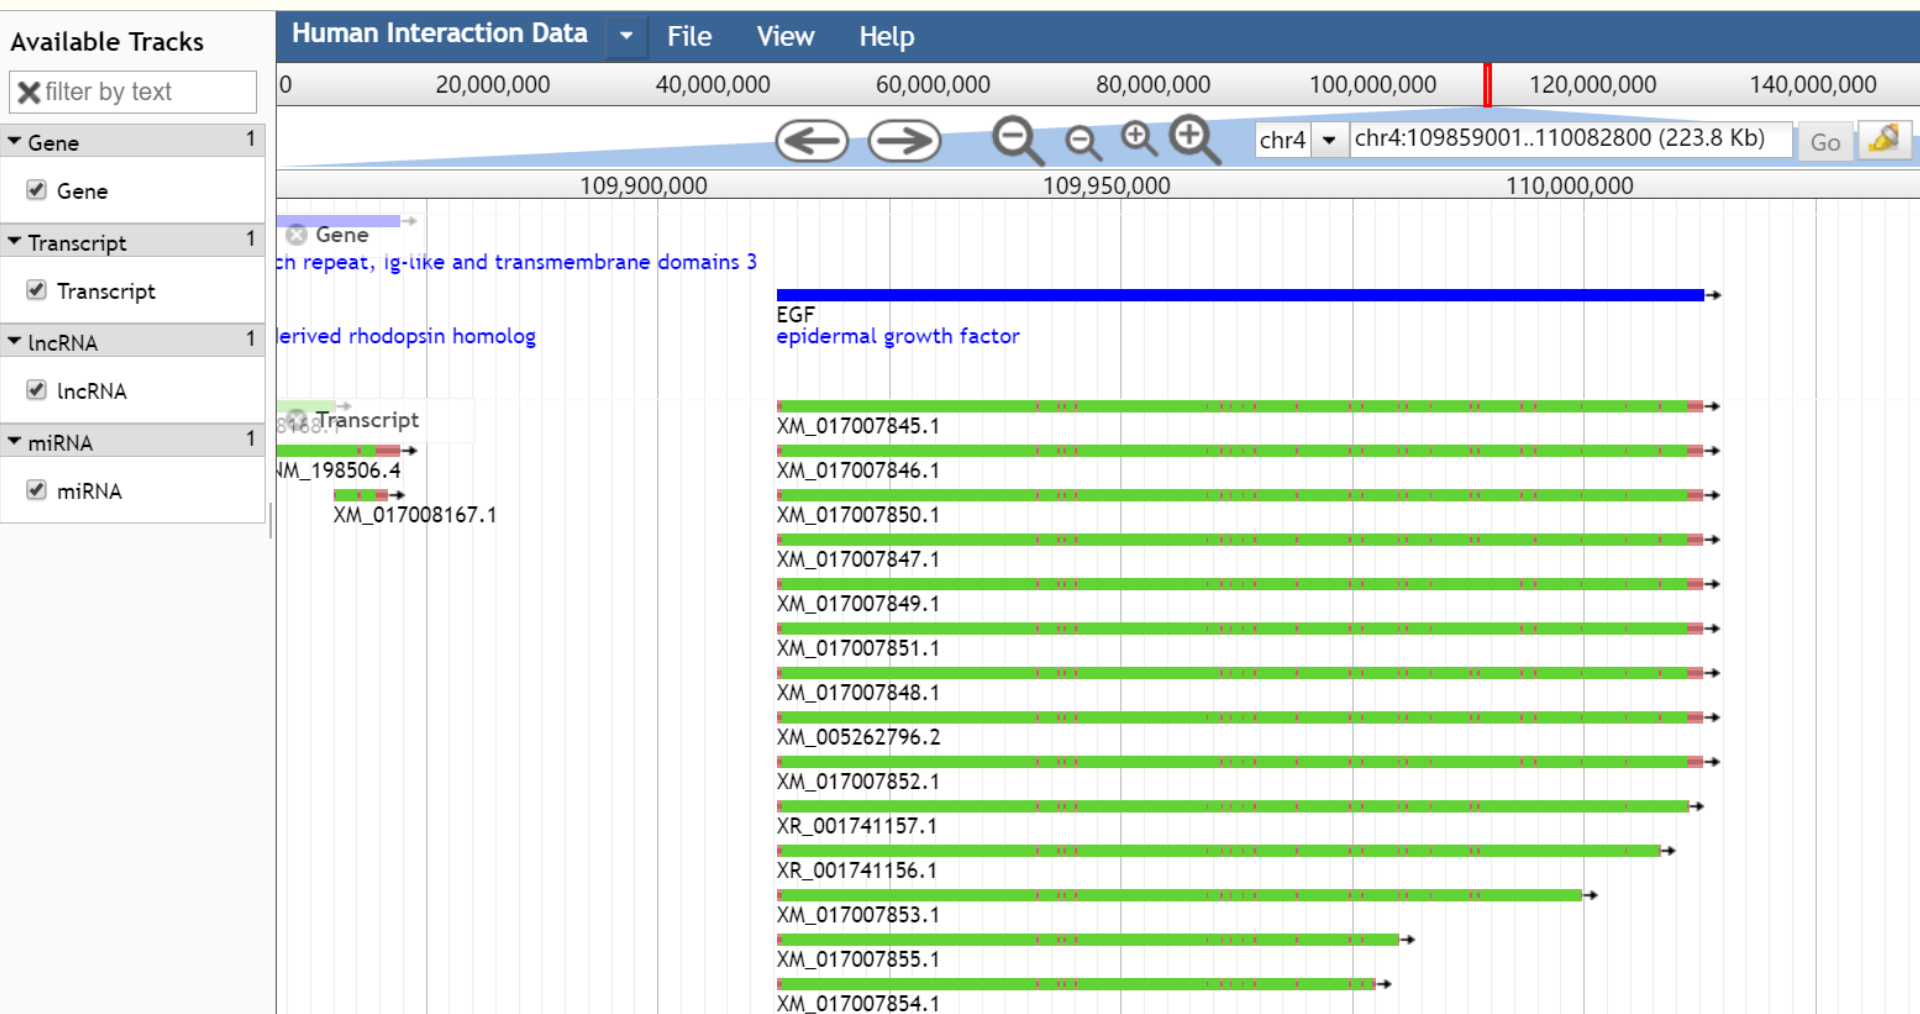 Available Tracks
filter by text
Gene 1
Gene
Transcript 1
Transcript
lncRNA 1
lncRNA
miRNA 1
miRNA
Human Interaction Data File View Help
0 20,000,000 40,000,000 60,000,000 80,000,000 100,000,000 120,000,000 140,000,000
chr4 chr4:109859001..110082800 (223.8 Kb) Go
109,900,000 109,950,000 110,000,000
Gene
ch repeat, Ig-like and transmembrane domains 3
EGF
derived rhodopsin homolog epidermal growth factor
Transcript
8168.1 XM_017007845.1
NM_198506.4 XM_017007846.1
XM_017008167.1 XM_017007850.1
XM_017007847.1
XM_017007849.1
XM_017007851.1
XM_017007848.1
XM_005262796.2
XM_017007852.1
XR_001741157.1
XR_001741156.1
XM_017007853.1
XM_017007855.1
XM_017007854.1